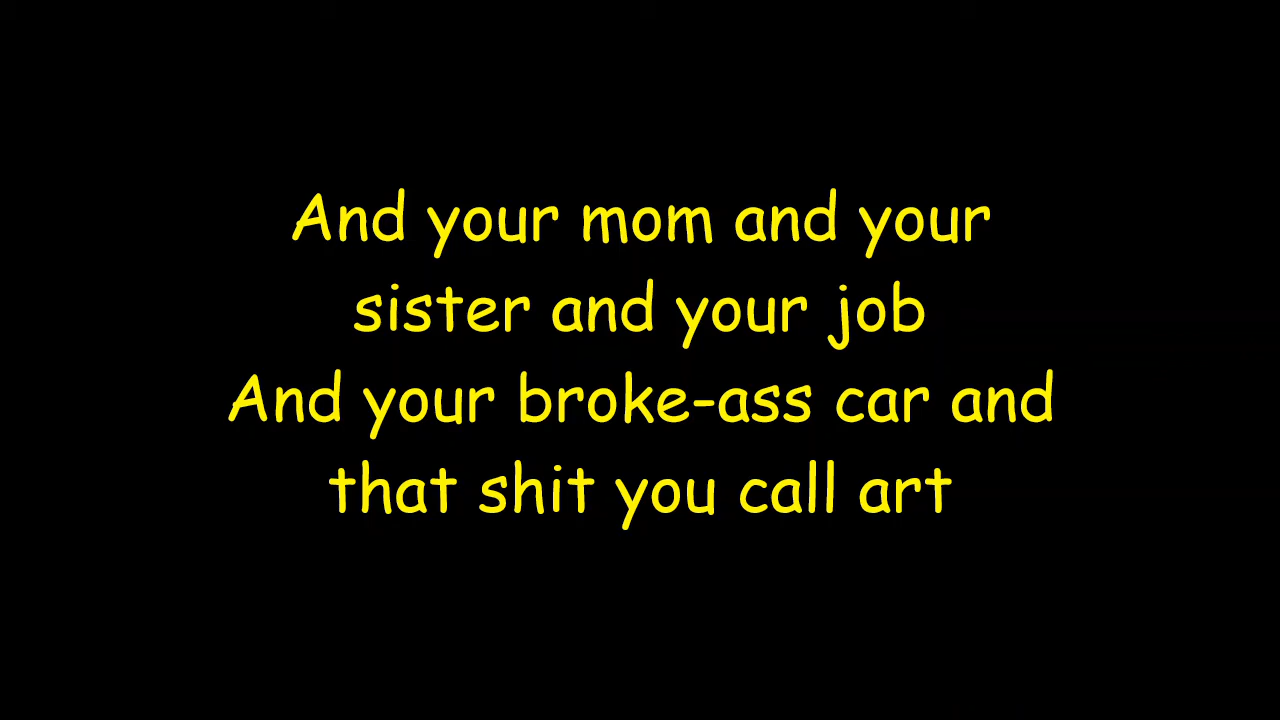 And your mom and your
sister and your job
And your broke-ass car and
that shit you call art